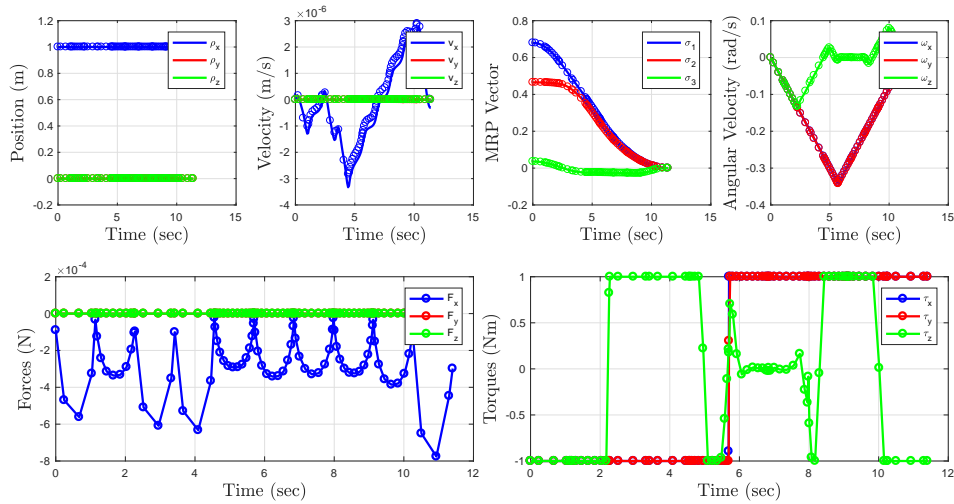 Position (m)
1.2
1
0.8
0.6
0.4
0.2
0
-0.2
0
5
10
15
Time (sec)
ρx
ρy
ρz
Velocity (m/s)
×10-6
3
2
1
0
-1
-2
-3
-4
0
5
10
15
Time (sec)
vx
vy
vz
MRP Vector
0.8
0.6
0.4
0.2
0
-0.2
0
5
10
15
Time (sec)
σ1
σ2
σ3
Angular Velocity (rad/s)
0.1
0
-0.1
-0.2
-0.3
-0.4
0
5
10
15
Time (sec)
ωx
ωy
ωz
Forces (N)
×10-4
2
0
-2
-4
-6
-8
0
2
4
6
8
10
12
Time (sec)
Fx
Fy
Fz
Torques (Nm)
1
0.5
0
-0.5
-1
0
2
4
6
8
10
12
Time (sec)
τx
τy
τz